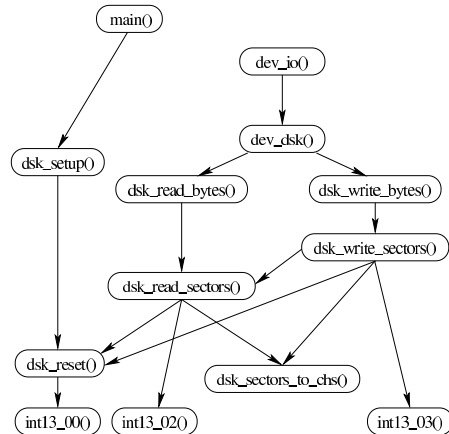 main()
dev_io()
dev_dsk()
dsk_setup()
dsk_read_bytes()
dsk_write_bytes()
dsk_write_sectors()
dsk_read_sectors()
dsk_reset()
dsk_sectors_to_chs()
int13_00()
int13_02()
int13_03()